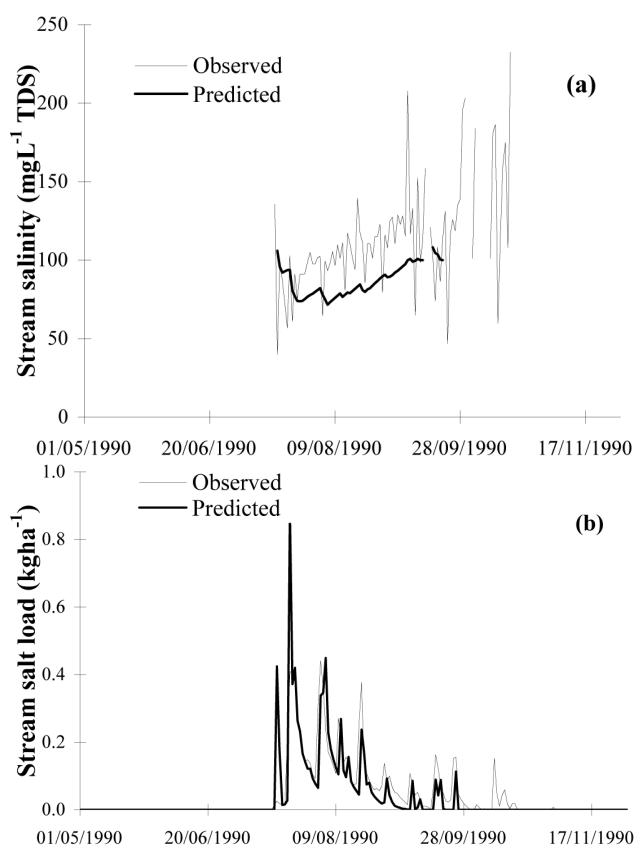 Observed
Predicted
(a)
Stream salinity (mgL⁻¹ TDS)
250
200
150
100
50
0
01/05/1990 20/06/1990 09/08/1990 28/09/1990 17/11/1990
Observed
Predicted
(b)
Stream salt load (kgha⁻¹)
1.0
0.8
0.6
0.4
0.2
0.0
01/05/1990 20/06/1990 09/08/1990 28/09/1990 17/11/1990